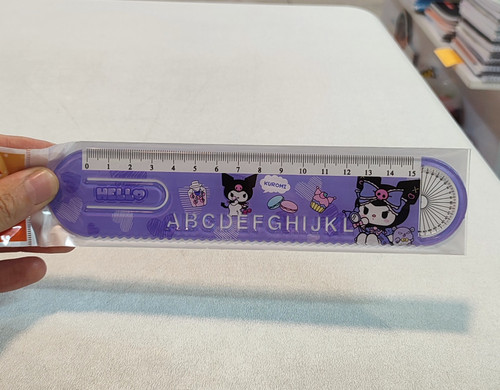 0 1 2 3 4 5 6 7 8 9 10 11 12 13 14 15
HELLO
KUROMI
ABCDEFGHIJKL